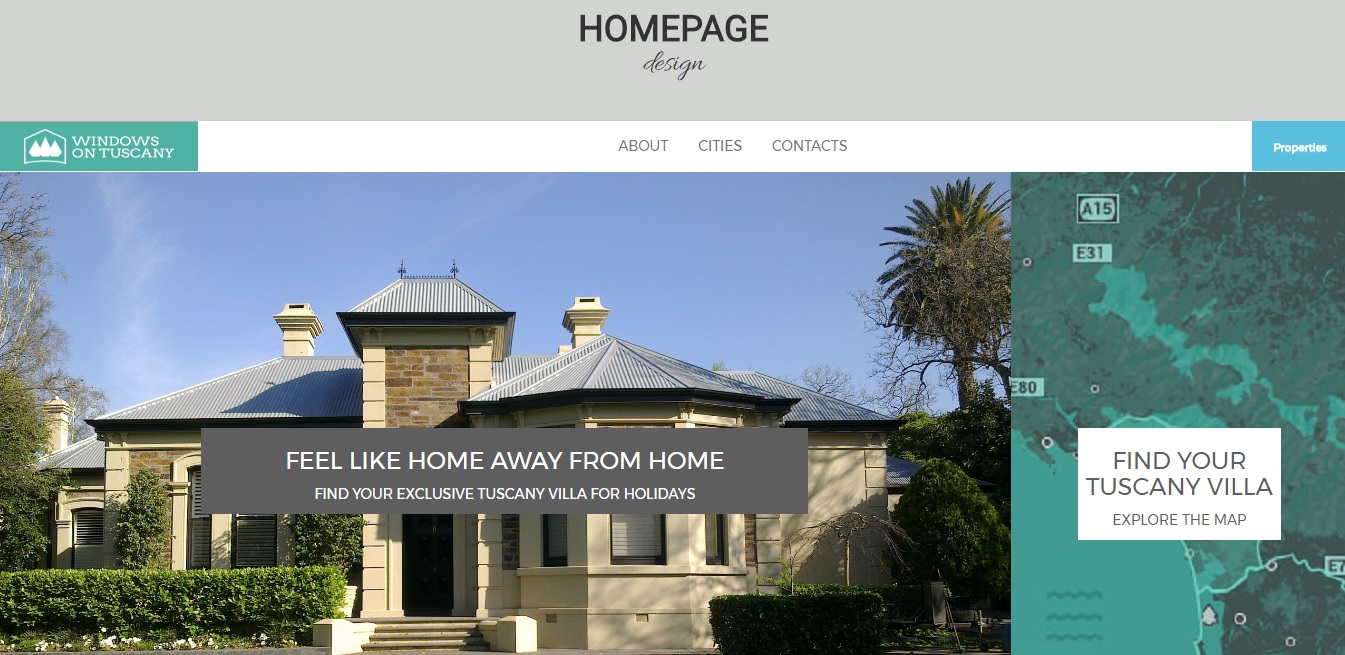 HOMEPAGE
design
WINDOWS
ON TUSCANY
ABOUT
CITIES
CONTACTS
Properties
A15
E31
E80
FEEL LIKE HOME AWAY FROM HOME
FIND YOUR EXCLUSIVE TUSCANY VILLA FOR HOLIDAYS
FIND YOUR
TUSCANY VILLA
EXPLORE THE MAP